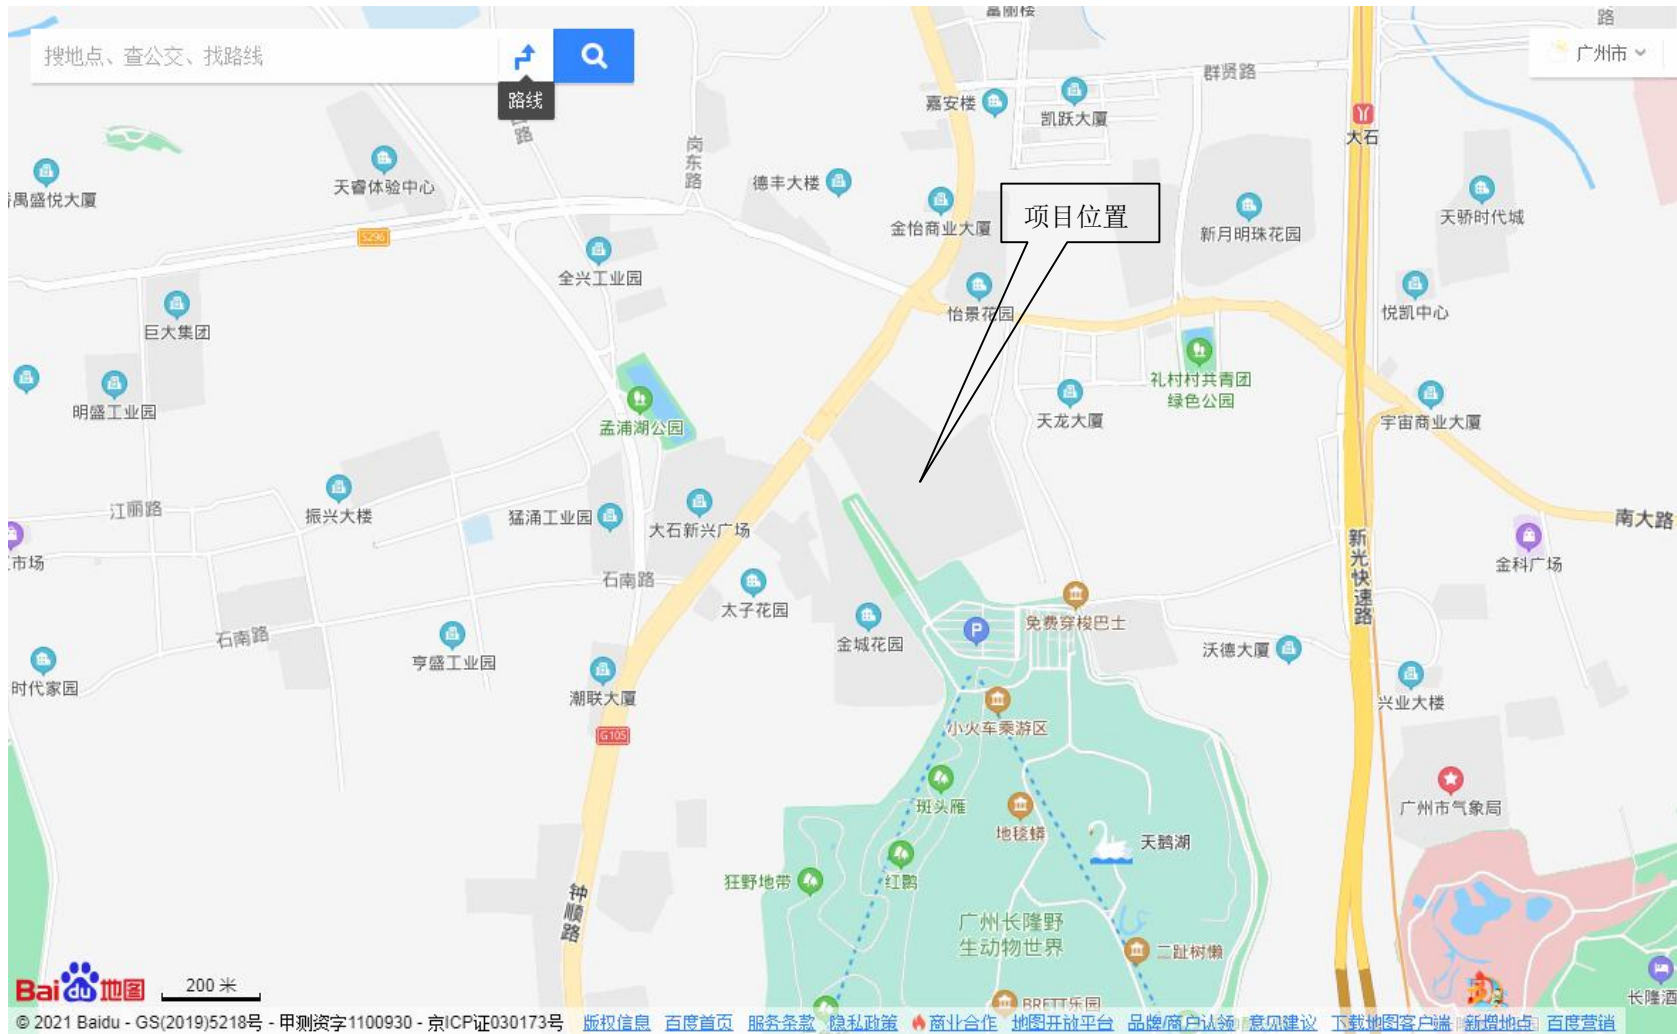 富丽楼
路
搜地点、查公交、找路线
广州市
路线
群贤路
嘉安楼
凯跃大厦
大石
路
岗东路
德丰大楼
天睿体验中心
禺盛悦大厦
金怡商业大厦
项目位置
新月明珠花园
天骄时代城
S296
全兴工业园
怡景花园
悦凯中心
巨大集团
礼村村共青团
绿色公园
明盛工业园
孟浦湖公园
天龙大厦
宇宙商业大厦
江丽路
振兴大楼
猛涌工业园
大石新兴广场
南大路
新光快速路
市场
金科广场
石南路
太子花园
免费穿梭巴士
P
石南路
金城花园
沃德大厦
亨盛工业园
时代家园
潮联大厦
兴业大楼
G105
小火车乘游区
班头雁
地毯蟒
广州市气象局
天鹅湖
狂野地带
红鹮
钟顺路
广州长隆野
生动物世界
二趾树懒
Bai du 地图
200 米
BRETT乐园
长隆酒
© 2021 Baidu - GS(2019)5218号 - 甲测资字1100930 - 京ICP证030173号 版权信息 百度首页 服务条款 隐私政策 商业合作 地图开放平台 品牌/商户认领 意见建议 下载地图客户端 新增地点 百度营销